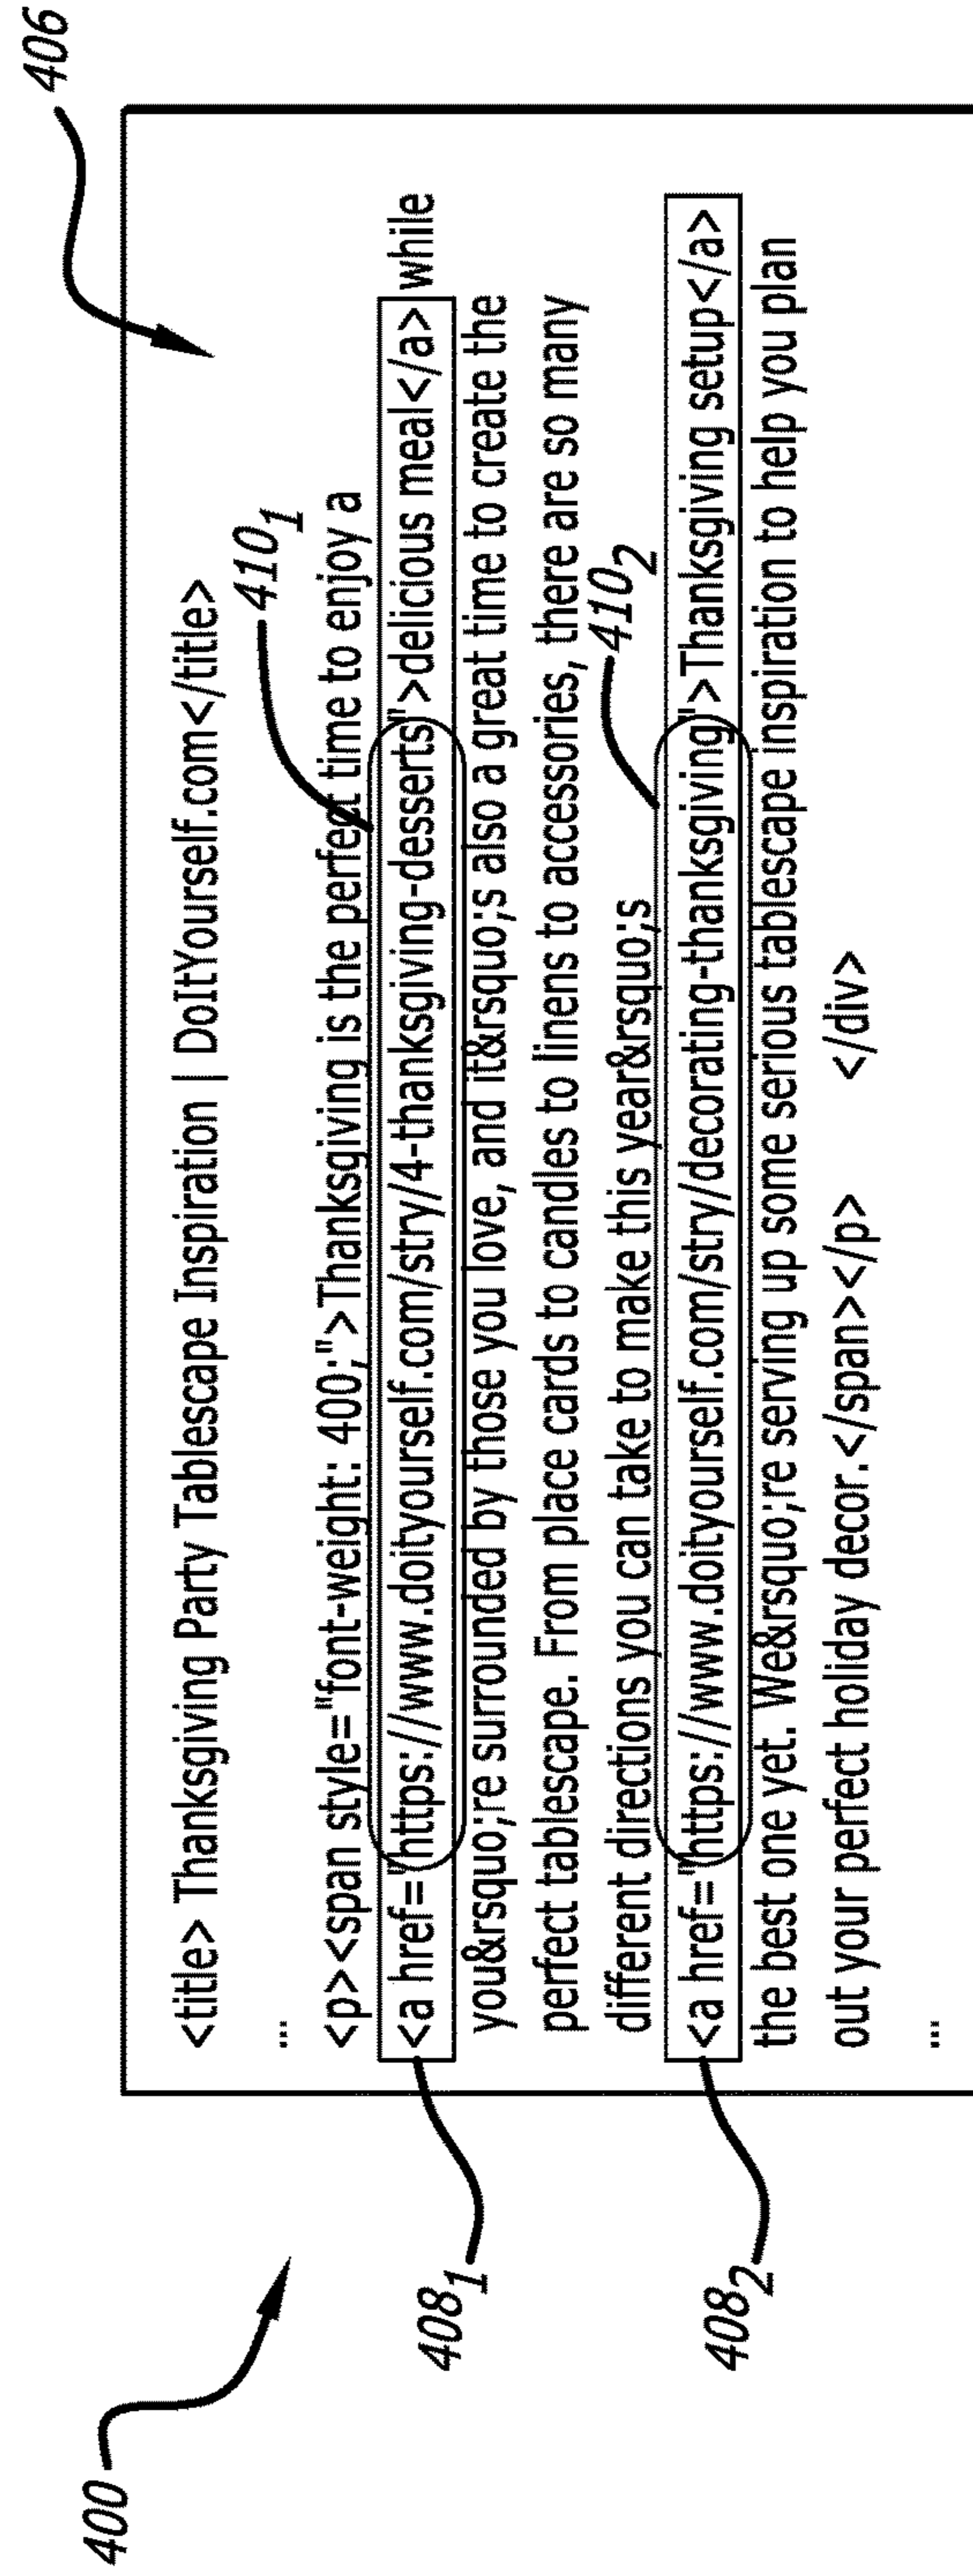 400
406
<title> Thanksgiving Party Tablescape Inspiration | DoItYourself.com</title>
...
410₁
<p><span style="font-weight: 400;">Thanksgiving is the perfect time to enjoy a
408₁
<a href="https://www.doityourself.com/stry/4-thanksgiving-desserts">delicious meal</a> while
you&rsquo;re surrounded by those you love, and it&rsquo;s also a great time to create the
perfect tablescape. From place cards to candles to linens to accessories, there are so many
410₂
different directions you can take to make this year&rsquo;s
408₂
<a href="https://www.doityourself.com/stry/decorating-thanksgiving">Thanksgiving setup</a>
the best one yet. We&rsquo;re serving up some serious tablescape inspiration to help you plan
out your perfect holiday decor.</span></p> </div>
...